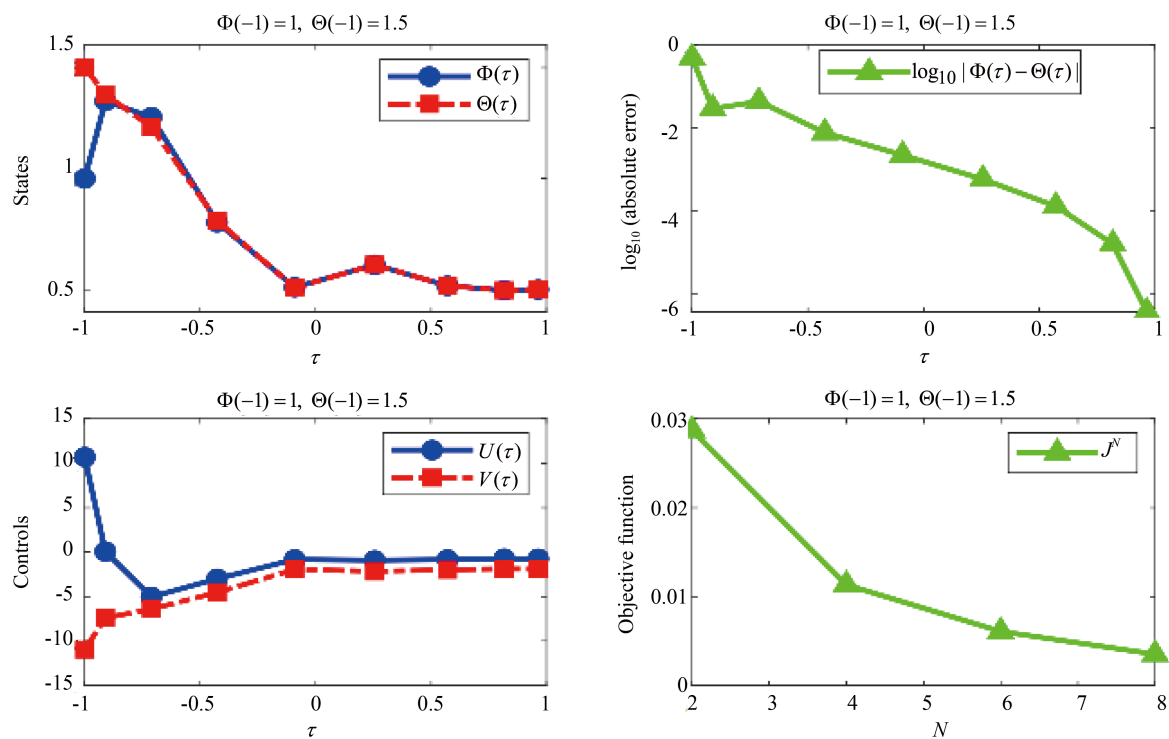 Φ(−1) = 1, Θ(−1) = 1.5
1.5
1
0.5
States
Φ(τ)
Θ(τ)
-1
-0.5
0
0.5
1
τ
Φ(−1) = 1, Θ(−1) = 1.5
0
-2
-4
-6
log₁₀ (absolute error)
log₁₀ | Φ(τ) − Θ(τ) |
-1
-0.5
0
0.5
1
τ
Φ(−1) = 1, Θ(−1) = 1.5
15
10
5
0
-5
-10
-15
Controls
U(τ)
V(τ)
-1
-0.5
0
0.5
1
τ
Φ(−1) = 1, Θ(−1) = 1.5
0.03
0.03
0.01
0
Objective function
Jᴺ
2
3
4
5
6
7
8
N